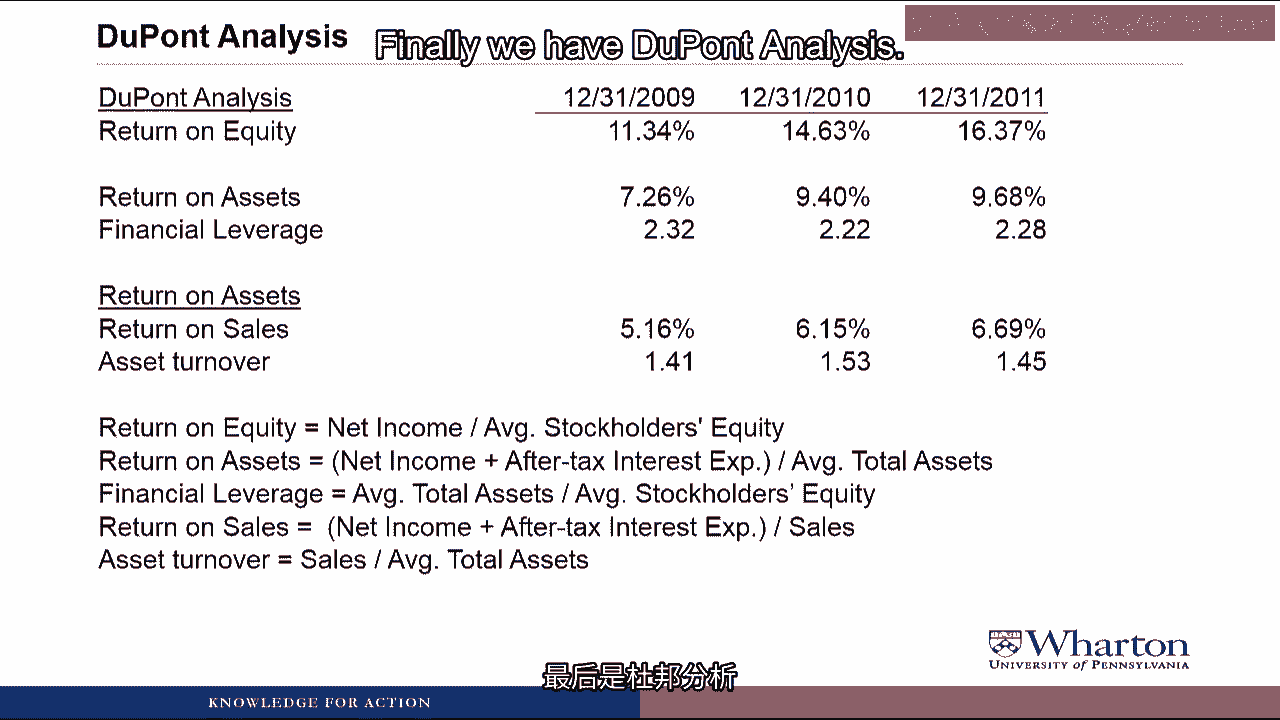 DuPont Analysis
Finally we have DuPont Analysis.
DuPont Analysis 12/31/2009 12/31/2010 12/31/2011
Return on Equity 11.34% 14.63% 16.37%
Return on Assets 7.26% 9.40% 9.68%
Financial Leverage 2.32 2.22 2.28
Return on Assets
Return on Sales 5.16% 6.15% 6.69%
Asset turnover 1.41 1.53 1.45
Return on Equity = Net Income / Avg. Stockholders' Equity
Return on Assets = (Net Income + After-tax Interest Exp.) / Avg. Total Assets
Financial Leverage = Avg. Total Assets / Avg. Stockholders’ Equity
Return on Sales = (Net Income + After-tax Interest Exp.) / Sales
Asset turnover = Sales / Avg. Total Assets
Wharton
UNIVERSITY of PENNSYLVANIA
最后是杜邦分析
KNOWLEDGE FOR ACTION